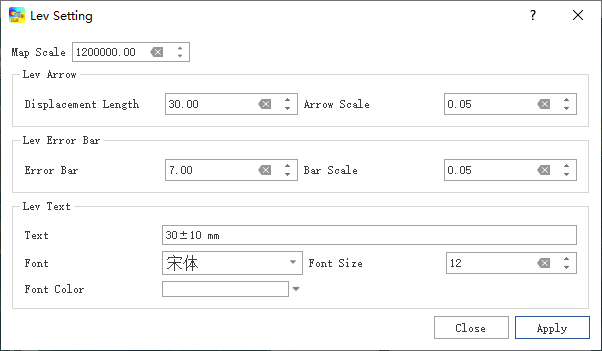 Lev Setting ?
Map Scale 1200000.00
Lev Arrow
Displacement Length 30.00 Arrow Scale 0.05
Lev Error Bar
Error Bar 7.00 Bar Scale 0.05
Lev Text
Text 30±10 mm
Font 宋体 Font Size 12
Font Color
Close Apply